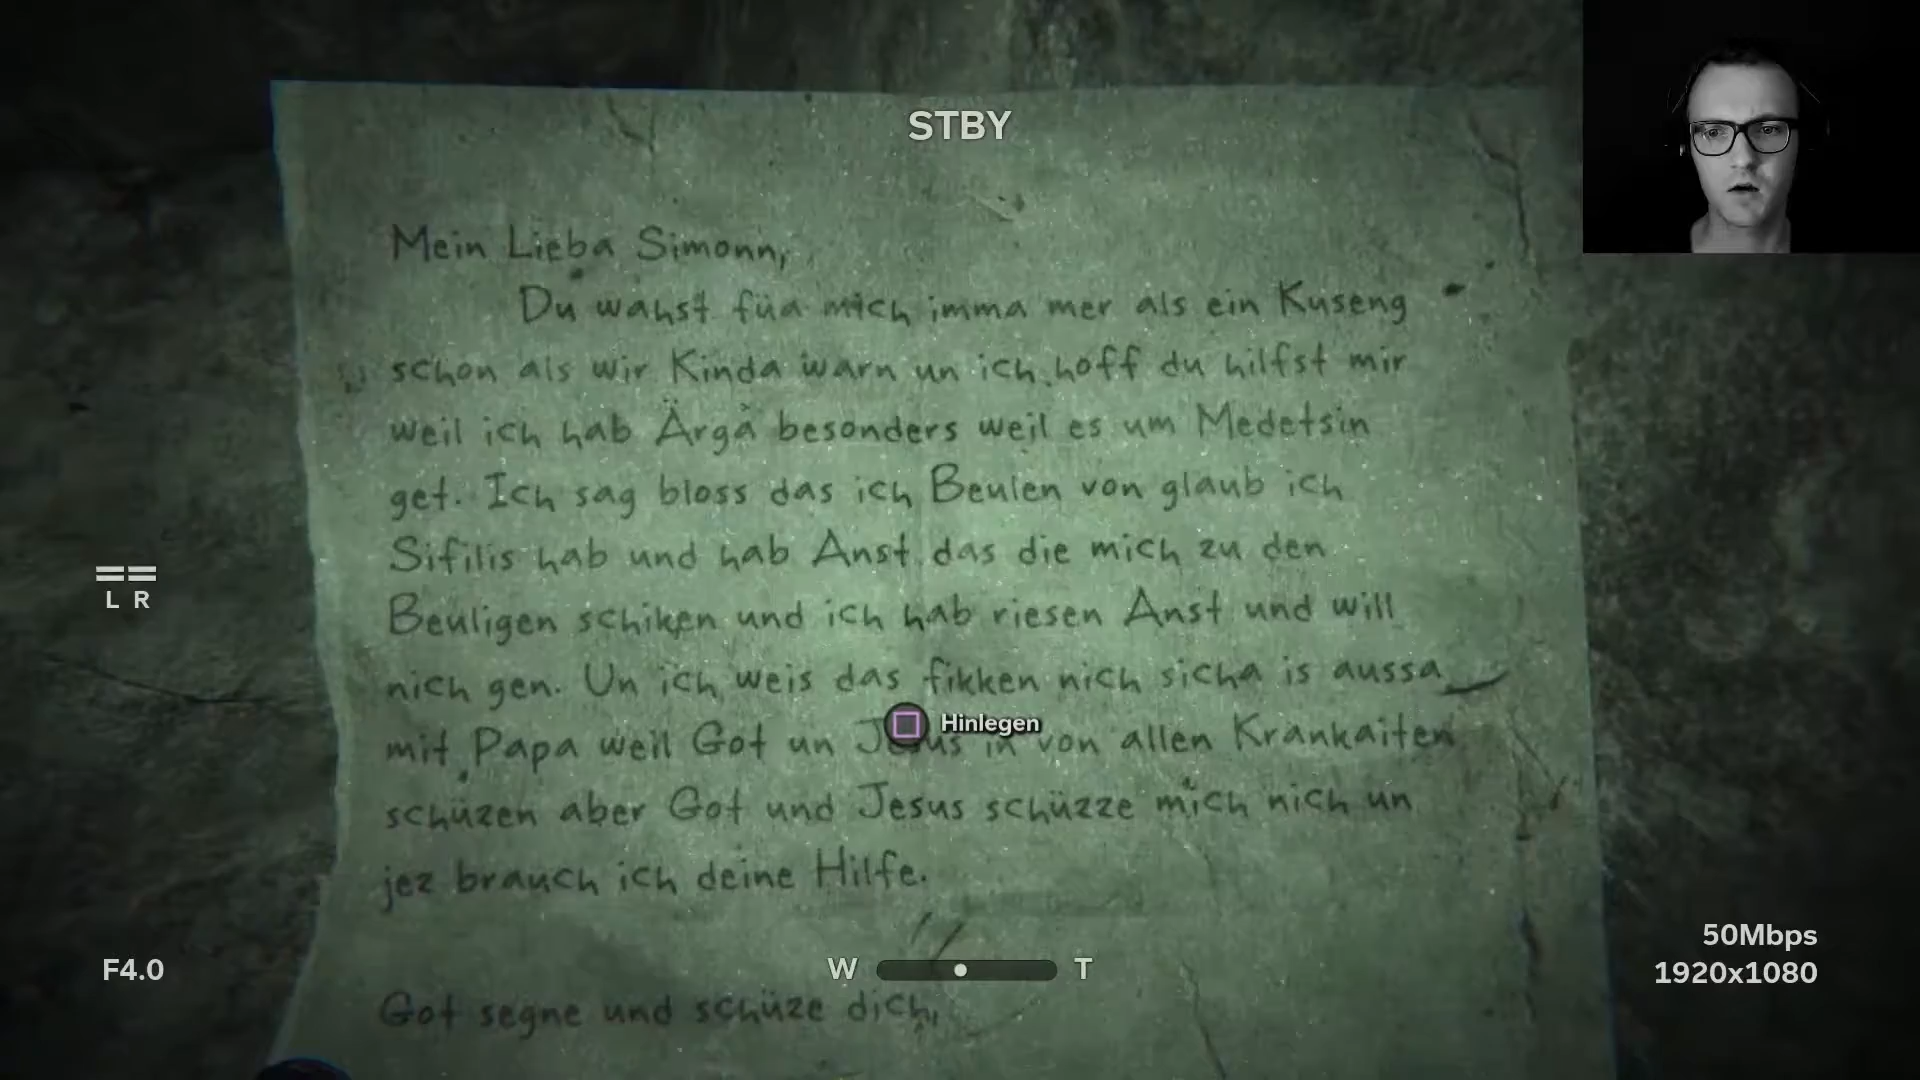 STBY
Mein Lieba Simonn,
Du wahst füa mich imma mer als ein Kuseng
schon als wir Kinda warn un ich hoff du hilfst mir
weil ich hab Ärga besonders weil es um Medetsin
get. Ich sag bloss das ich Beulen von glaub ich
Sifilis hab und hab Anst das die mich zu den
Beuligen schiken und ich hab riesen Anst und will
nich gen. Un ich weis das fikken nich sicha is aussa
mit Papa weil Got un Jesus in von allen Krankaiten
Hinlegen
schüzen aber Got und Jesus schüzze mich nich un
jez brauch ich deine Hilfe.
Got segne und schüze dich,
L R
F4.0
W T
50Mbps
1920x1080